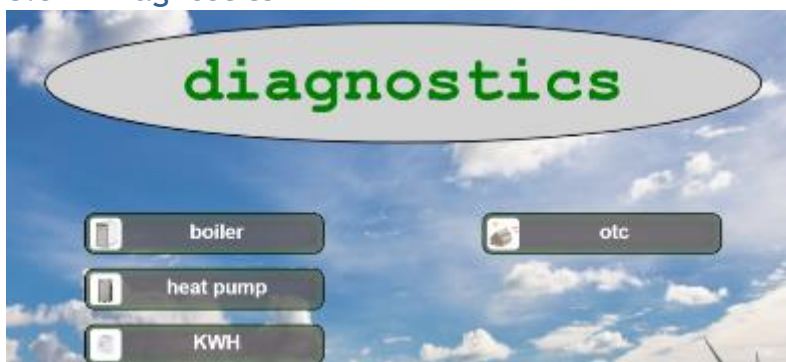 diagnostics
boiler
otc
heat pump
KWH